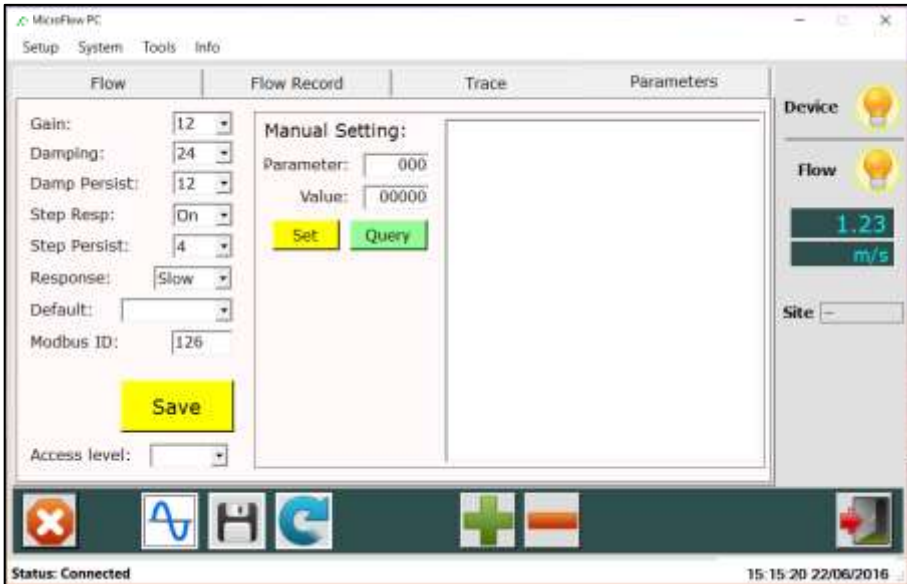 MicroFlow PC
Setup System Tools Info
Flow Flow Record Trace Parameters
Gain: 12
Damping: 24
Damp Persist: 12
Step Resp: On
Step Persist: 4
Response: Slow
Default:
Modbus ID: 126
Save
Access level:
Manual Setting:
Parameter: 000
Value: 00000
Set Query
Device
Flow
1.23
m/s
Site --
Status: Connected 15:15:20 22/06/2016